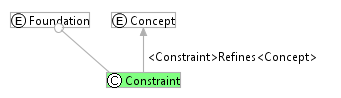 E Foundation
E Concept
<Constraint>Refines<Concept>
C Constraint